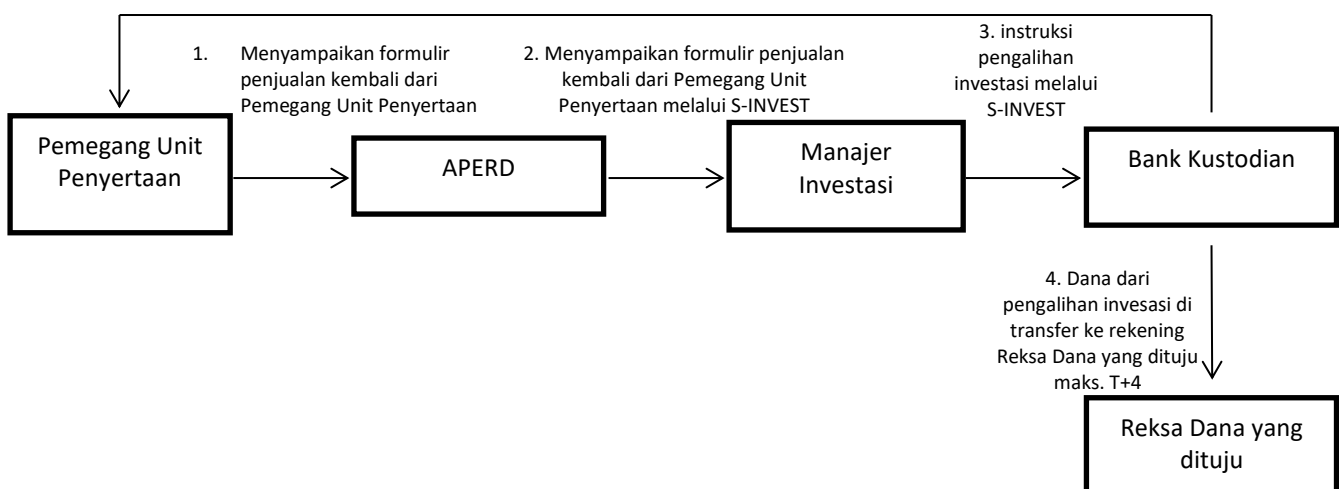 1. Menyampaikan formulir
penjualan kembali dari
Pemegang Unit Penyertaan
2. Menyampaikan formulir penjualan
kembali dari Pemegang Unit
Penyertaan melalui S-INVEST
3. instruksi
pengalihan
investasi melalui
S-INVEST
Pemegang Unit
Penyertaan
APERD
Manajer
Investasi
Bank Kustodian
4. Dana dari
pengalihan invesasi di
transfer ke rekening
Reksa Dana yang dituju
maks. T+4
Reksa Dana yang
dituju